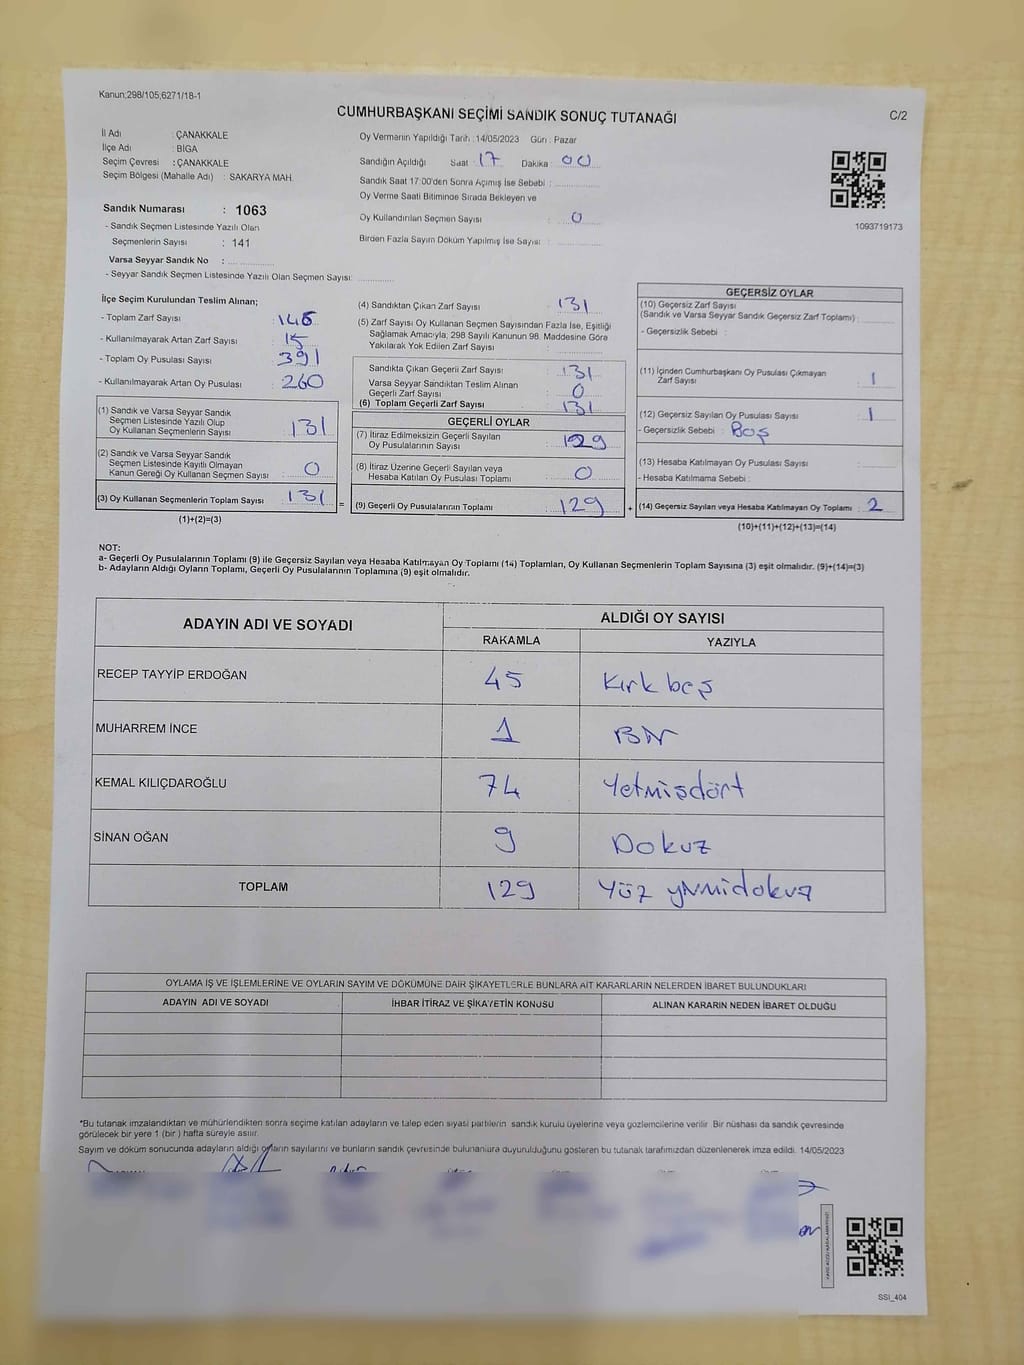 Kanun;298/105;6271/18-1
CUMHURBAŞKANI SEÇİMİ SANDIK SONUÇ TUTANAĞI
C/2
İl Adı : ÇANAKKALE
İlçe Adı : BİGA
Seçim Çevresi : ÇANAKKALE
Seçim Bölgesi (Mahalle Adı) : SAKARYA MAH.
Sandık Numarası : 1063
- Sandık Seçmen Listesinde Yazılı Olan
Seçmenlerin Sayısı : 141
Varsa Seyyar Sandık No :
- Seyyar Sandık Seçmen Listesinde Yazılı Olan Seçmen Sayısı:
Oy Vermenin Yapıldığı Tarih : 14/05/2023 Gün : Pazar
Sandığın Açıldığı Saat : 17 Dakika : 00
Sandık Saat 17:00'den Sonra Açımış İse Sebebi :
Oy Verme Saati Bitiminde Sırada Bekleyen ve
Oy Kullandırılan Seçmen Sayısı : 0
Birden Fazla Sayım Döküm Yapılmış İse Sayısı :
1093719173
İlçe Seçim Kurulundan Teslim Alınan;
- Toplam Zarf Sayısı : 146
- Kullanılmayarak Artan Zarf Sayısı : 15
- Toplam Oy Pusulası Sayısı : 391
- Kullanılmayarak Artan Oy Pusulası : 260
(1) Sandık ve Varsa Seyyar Sandık
Seçmen Listesinde Yazılı Olup
Oy Kullanan Seçmenlerin Sayısı : 131
(2) Sandık ve Varsa Seyyar Sandık
Seçmen Listesinde Kayıtlı Olmayan
Kanun Gereği Oy Kullanan Seçmen Sayısı : 0
(3) Oy Kullanan Seçmenlerin Toplam Sayısı : 131 =
(1)+(2)=(3)
(4) Sandıktan Çıkan Zarf Sayısı : 131
(5) Zarf Sayısı Oy Kullanan Seçmen Sayısından Fazla İse, Eşitliği
Sağlamak Amacıyla, 298 Sayılı Kanunun 98. Maddesine Göre
Yakılarak Yok Edilen Zarf Sayısı :
Sandıkta Çıkan Geçerli Zarf Sayısı : 131
Varsa Seyyar Sandıktan Teslim Alınan
Geçerli Zarf Sayısı : 0
(6) Toplam Geçerli Zarf Sayısı : 131
GEÇERLİ OYLAR
(7) İtiraz Edilmeksizin Geçerli Sayılan
Oy Pusulalarının Sayısı : 129
(8) İtiraz Üzerine Geçerli Sayılan veya
Hesaba Katılan Oy Pusulası Toplamı : 0
(9) Geçerli Oy Pusulalarının Toplamı : 129 +
GEÇERSİZ OYLAR
(10) Geçersiz Zarf Sayısı
(Sandık ve Varsa Seyyar Sandık Geçersiz Zarf Toplamı) :
- Geçersizlik Sebebi :
(11) İçinden Cumhurbaşkanı Oy Pusulası Çıkmayan
Zarf Sayısı : 1
(12) Geçersiz Sayılan Oy Pusulası Sayısı : 1
- Geçersizlik Sebebi : Boş
(13) Hesaba Katılmayan Oy Pusulası Sayısı :
- Hesaba Katılmama Sebebi :
(14) Geçersiz Sayılan veya Hesaba Katılmayan Oy Toplamı : 2
(10)+(11)+(12)+(13)=(14)
NOT:
a- Geçerli Oy Pusulalarının Toplamı (9) ile Geçersiz Sayılan veya Hesaba Katılmayan Oy Toplamı (14) Toplamları, Oy Kullanan Seçmenlerin Toplam Sayısına (3) eşit olmalıdır. (9)+(14)=(3)
b- Adayların Aldığı Oyların Toplamı, Geçerli Oy Pusulalarının Toplamına (9) eşit olmalıdır.
ADAYIN ADI VE SOYADI ALDIĞI OY SAYISI
RAKAMLA YAZIYLA
RECEP TAYYİP ERDOĞAN 45 Kırk beş
MUHARREM İNCE 1 Bir
KEMAL KILIÇDAROĞLU 74 Yetmişdört
SİNAN OĞAN 9 Dokuz
TOPLAM 129 Yüz yirmidokuz
OYLAMA İŞ VE İŞLEMLERİNE VE OYLARIN SAYIM VE DÖKÜMÜNE DAİR ŞİKAYETLERLE BUNLARA AİT KARARLARIN NELERDEN İBARET BULUNDUKLARI
ADAYIN ADI VE SOYADI İHBAR İTİRAZ VE ŞİKAYETİN KONUSU ALINAN KARARIN NEDEN İBARET OLDUĞU
*Bu tutanak imzalandıktan ve mühürlendikten sonra seçime katılan adayların ve talep eden siyasi partilerin sandık kurulu üyelerine veya gözlemcilerine verilir. Bir nüshası da sandık çevresinde
görülecek bir yere 1 (bir) hafta süreyle asılır.
Sayım ve döküm sonucunda adayların aldığı oyların sayılarını ve bunların sandık çevresinde bulunanlara duyurulduğunu gösteren bu tutanak tarafımızdan düzenlenerek imza edildi. 14/05/2023
SSİ_404